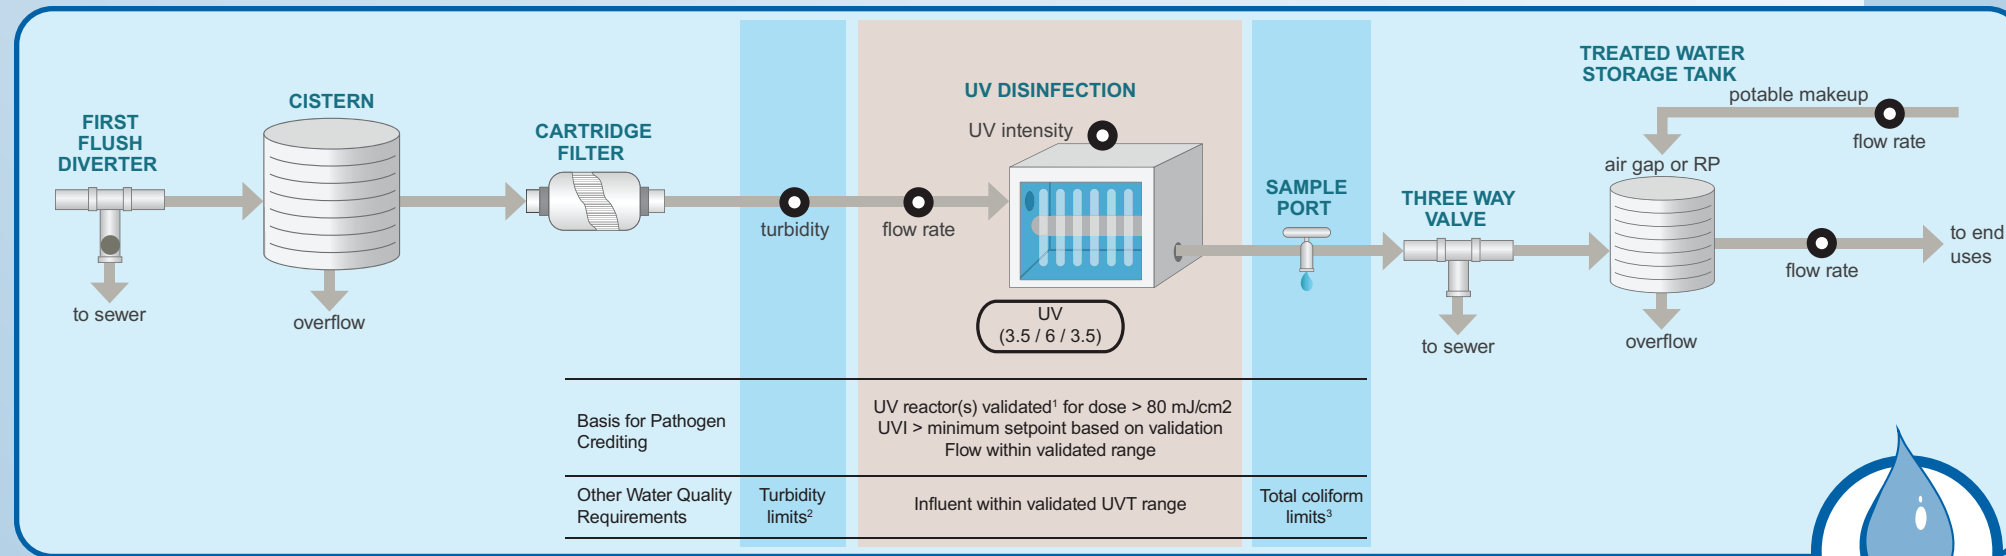 FIRST
FLUSH
DIVERTER
to sewer
CISTERN
overflow
CARTRIDGE
FILTER
turbidity
flow rate
UV DISINFECTION
UV intensity
UV
(3.5 / 6 / 3.5)
SAMPLE
PORT
THREE WAY
VALVE
to sewer
TREATED WATER
STORAGE TANK
potable makeup
flow rate
air gap or RP
overflow
flow rate
to end
uses
Basis for Pathogen
Crediting
UV reactor(s) validated¹ for dose > 80 mJ/cm2
UVI > minimum setpoint based on validation
Flow within validated range
Other Water Quality
Requirements
Turbidity
limits²
Influent within validated UVT range
Total coliform
limits³